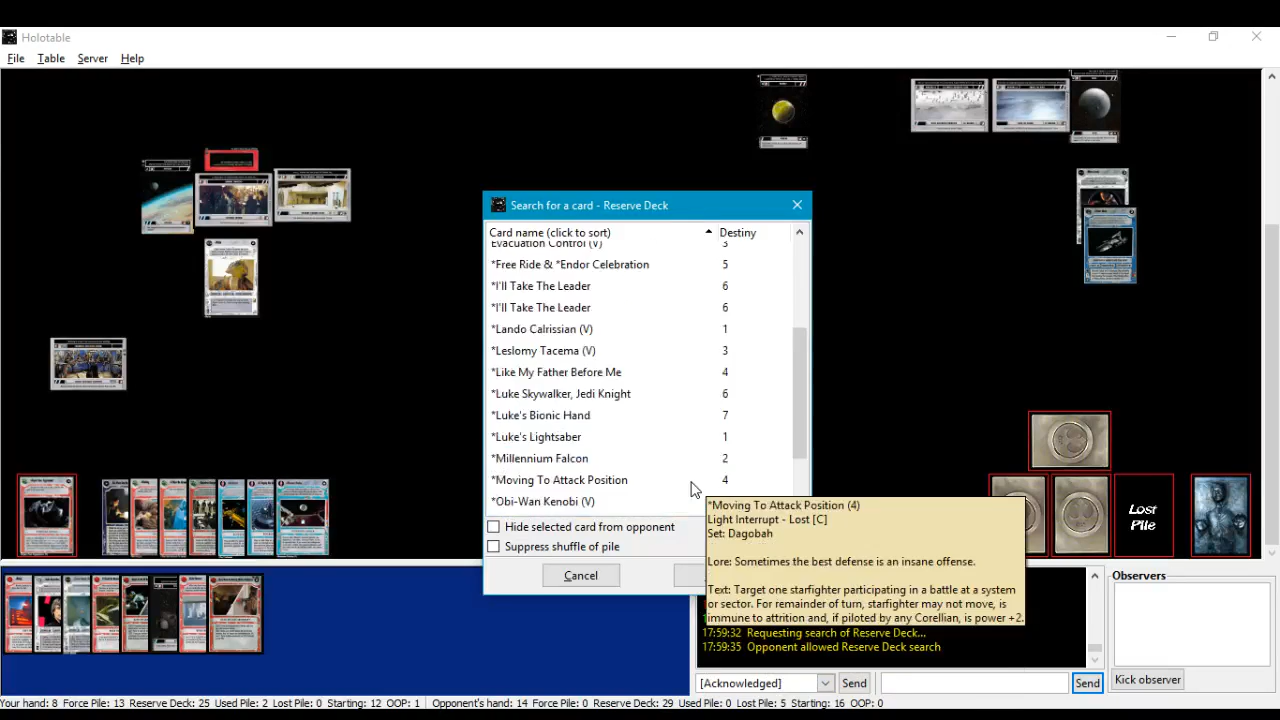 Holotable
File Table Server Help
Search for a card - Reserve Deck
Card name (click to sort) Destiny
Evacuation Control (V) 3
*Free Ride & *Endor Celebration 5
*I'll Take The Leader 6
*I'll Take The Leader 6
*Lando Calrissian (V) 1
*Leslomy Tacema (V) 3
*Like My Father Before Me 4
*Luke Skywalker, Jedi Knight 6
*Luke's Bionic Hand 7
*Luke's Lightsaber 1
*Millennium Falcon 2
*Moving To Attack Position 4
*Obi-Wan Kenobi (V)
Hide selected card from opponent
Suppress shuffle of pile
Cancel
*Moving To Attack Position (4)
Light Interrupt - Lost [C]
Set: Dagobah
Lore: Sometimes the best defense is an insane offense.
Text: Target one starfighter participating in a battle at a system
or sector. For remainder of turn, starfighter may not move, is
immune to attrition and, if piloted by any Corellian, is power +2.
Lost
Pile
17:59:32 Requesting search of Reserve Deck...
17:59:35 Opponent allowed Reserve Deck search
[Acknowledged] Send Send
Observers
Kick observer
Your hand: 8 Force Pile: 13 Reserve Deck: 25 Used Pile: 2 Lost Pile: 0 Starting: 12 OOP: 1 Opponent's hand: 14 Force Pile: 0 Reserve Deck: 29 Used Pile: 0 Lost Pile: 5 Starting: 16 OOP: 0